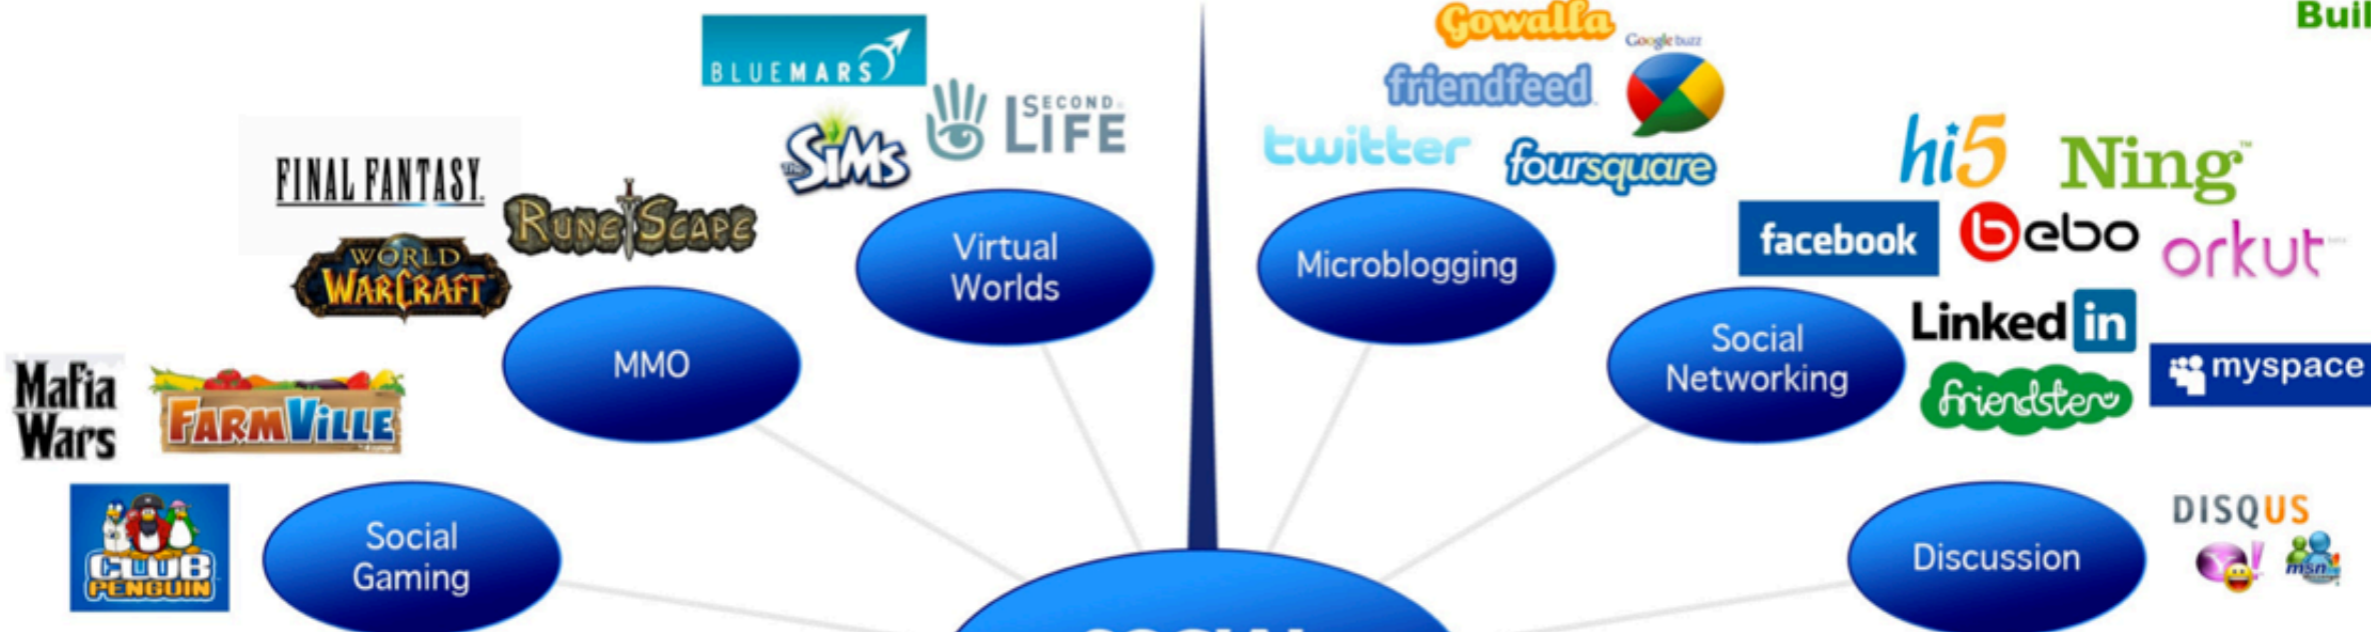 BLUEMARS
SECOND
LIFE
THE SIMS
FINAL FANTASY
RUNESCAPE
WORLD
WARCRAFT
Virtual
Worlds
MMO
Mafia
Wars
FARMVILLE
CLUB
PENGUIN
Social
Gaming
Gowalla
Google buzz
friendfeed
twitter
foursquare
Microblogging
hi5
Ning™
facebook
bebo
orkut
Linked in
friendster
myspace
Social
Networking
DISQUS
Y!
msn
Discussion